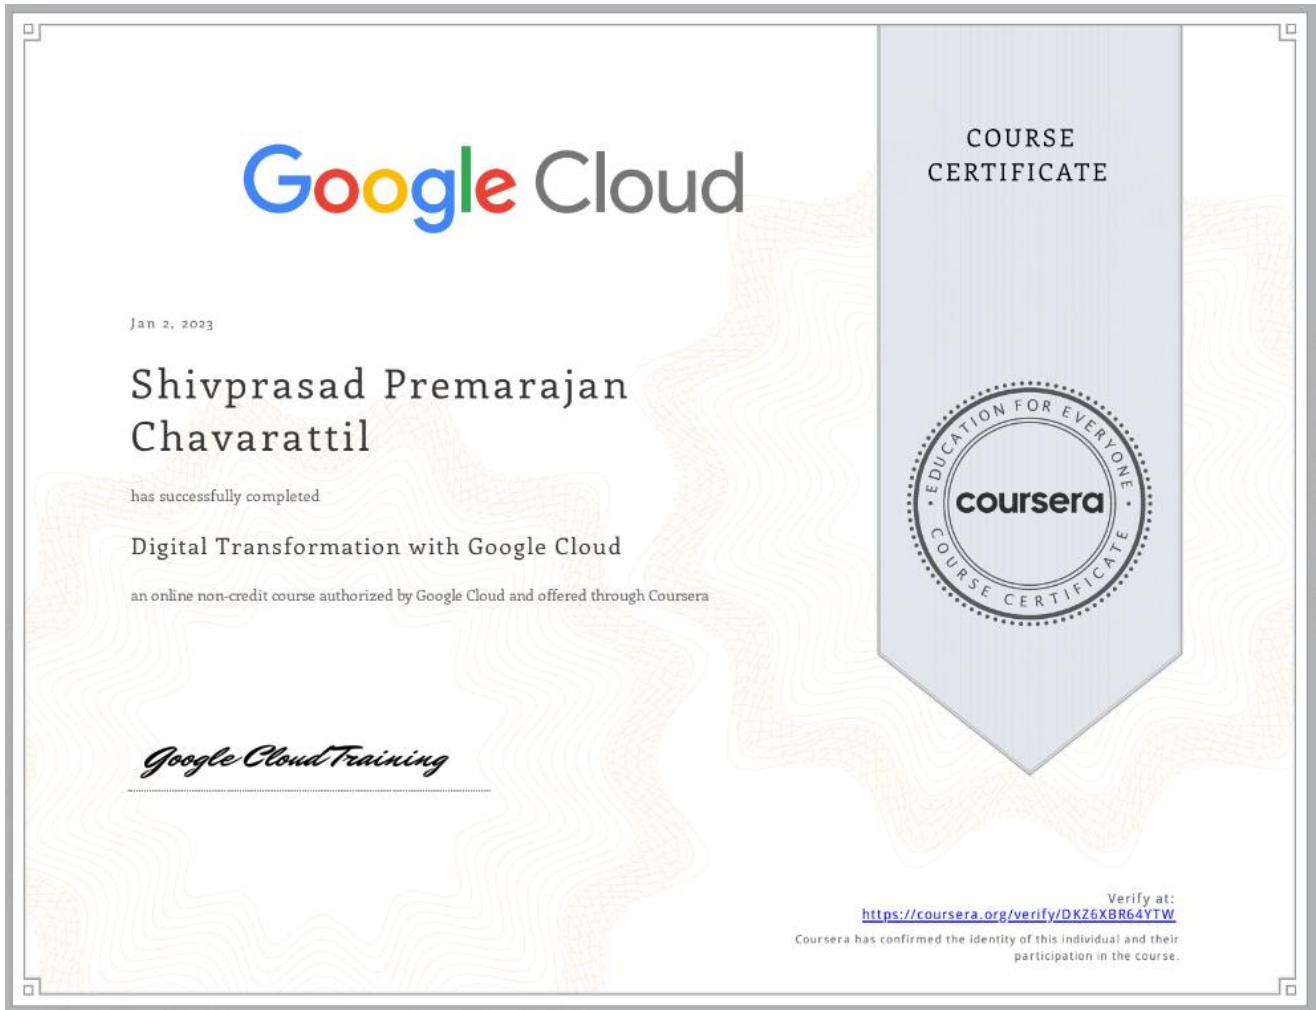 Google Cloud
COURSE
CERTIFICATE
Jan 2, 2023
Shivprasad Premarajan
Chavarattil
has successfully completed
Digital Transformation with Google Cloud
an online non-credit course authorized by Google Cloud and offered through Coursera
EDUCATION FOR EVERYONE
coursera
COURSE CERTIFICATE
Google Cloud Training
Verify at:
https://coursera.org/verify/DKZ6XBR64YTW
Coursera has confirmed the identity of this individual and their
participation in the course.